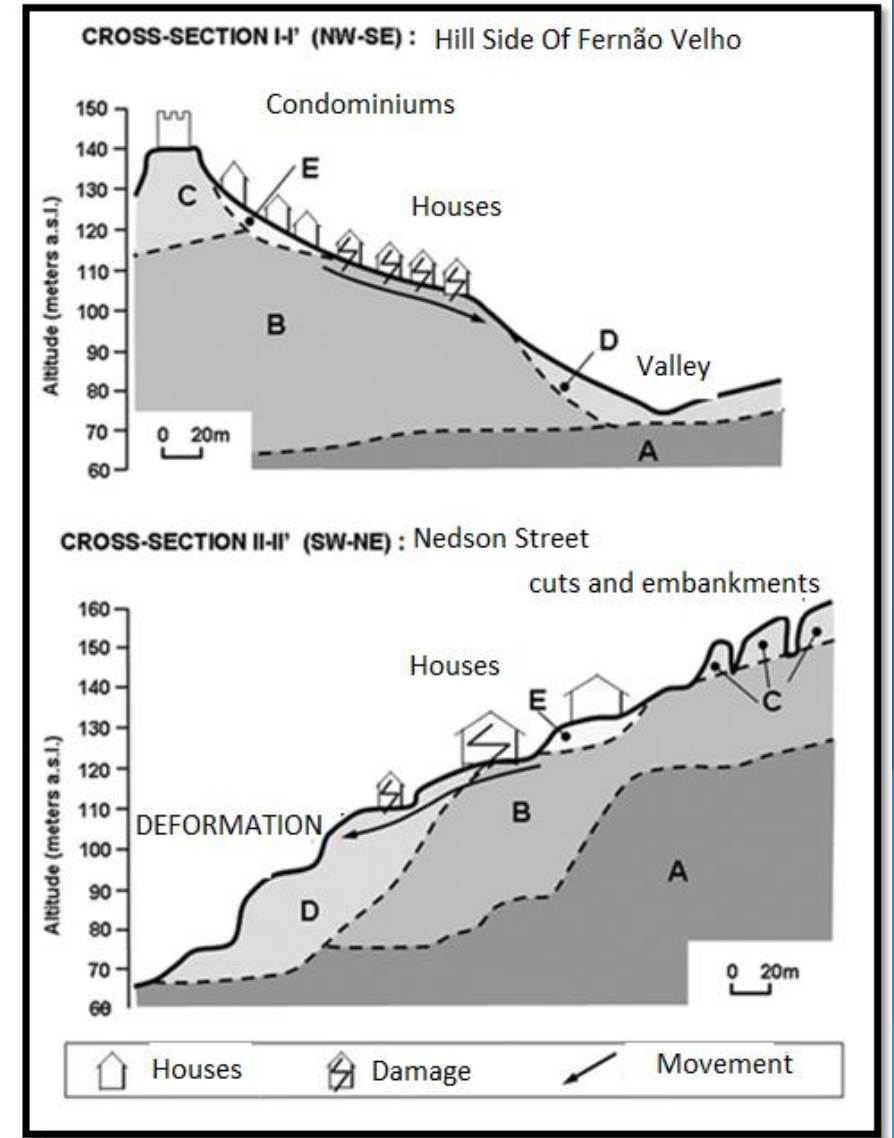 CROSS-SECTION I-I' (NW-SE) : Hill Side Of Fernão Velho
Condominiums
Houses
Valley
Altitude (meters a.s.l.)
150
140
130
120
110
100
90
80
70
60
E
C
B
D
A
0 20m
CROSS-SECTION II-II' (SW-NE) : Nedson Street
cuts and embankments
Houses
DEFORMATION
Altitude (meters a.s.l.)
160
150
140
130
120
110
100
90
80
70
60
E
C
B
A
D
0 20m
Houses
Damage
Movement